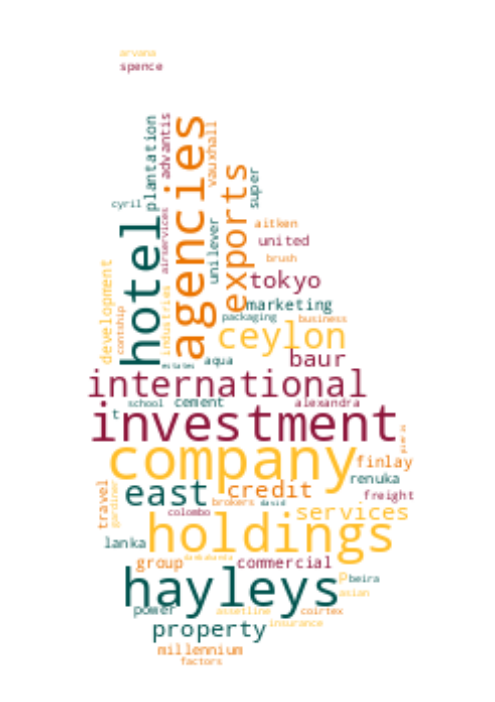 arvana
spence
plantation
advantis
agencies
vauxhall
exports
super
cyril
hotel
airservices
unilever
aitken
united
brush
development
contship
industries
tokyo
marketing
packaging
business
ceylon
estates
aqua
baur
international
school
cement
alexandra
t
investment
company
finlay
renuka
east
credit
freight
travel
gardiner
brokers
david
colombo
services
holdings
lanka
group
commercial
p
beira
hayleys
asian
power
assetline
coirtex
property
insurance
millennium
factors